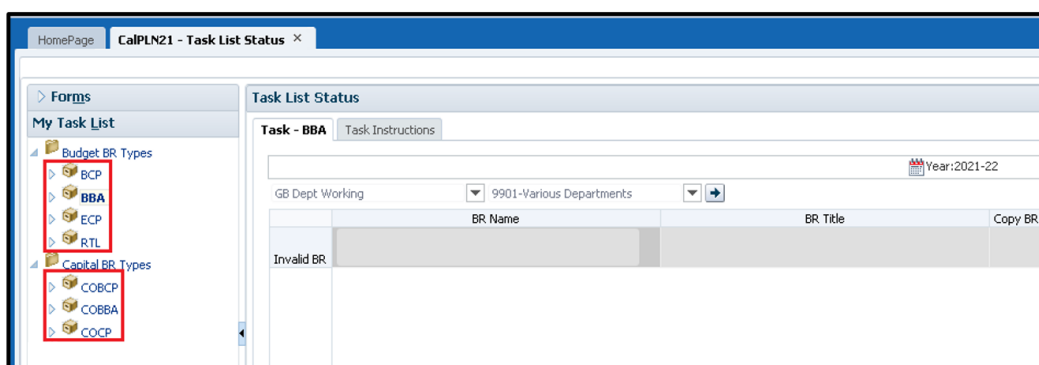 HomePage
CalPLN21 - Task List Status ×
Forms
My Task List
Budget BR Types
BCP
BBA
ECP
RTL
Capital BR Types
COBCP
COBBA
COCP
Task List Status
Task - BBA Task Instructions
Year:2021-22
GB Dept Working 9901-Various Departments
BR Name BR Title Copy BR
Invalid BR